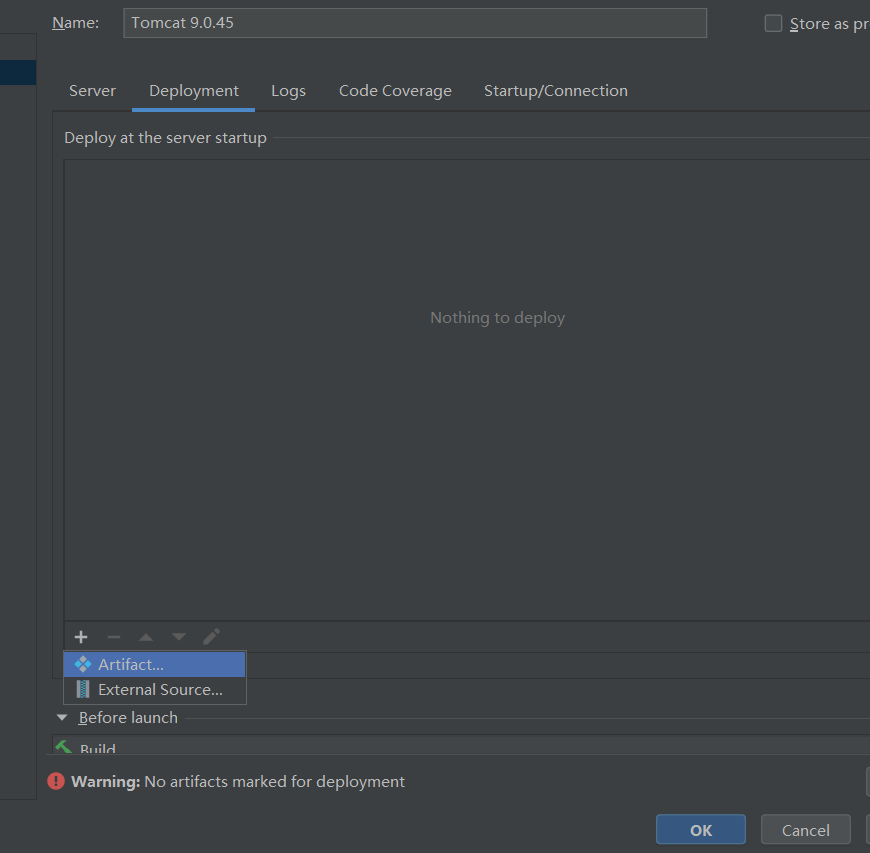 Name: Tomcat 9.0.45 Store as pr
Server Deployment Logs Code Coverage Startup/Connection
Deploy at the server startup
Nothing to deploy
Artifact...
External Source...
Before launch
Build
Warning: No artifacts marked for deployment
OK Cancel